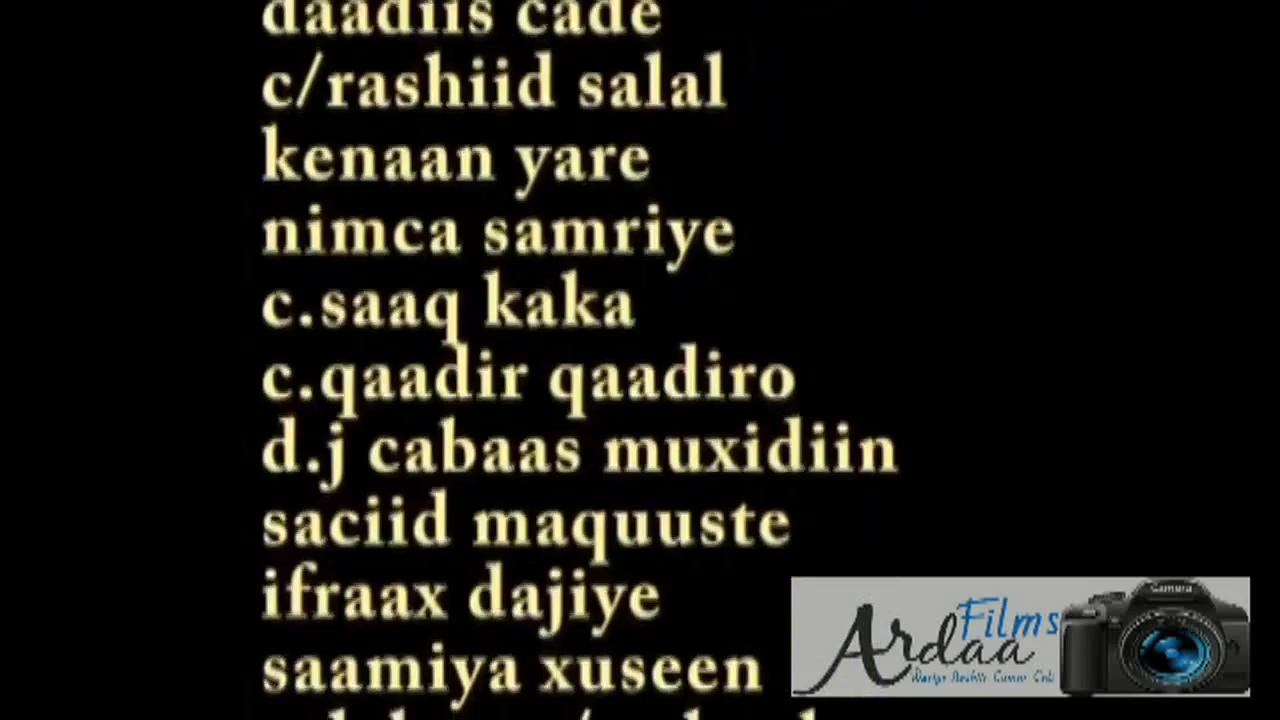 daadiis cade
c/rashiid salal
kenaan yare
nimca samriye
c.saaq kaka
c.qaadir qaadiro
d.j cabaas muxidiin
saciid maquuste
ifraax dajiye
saamiya xuseen
Ardaa Films
Camera